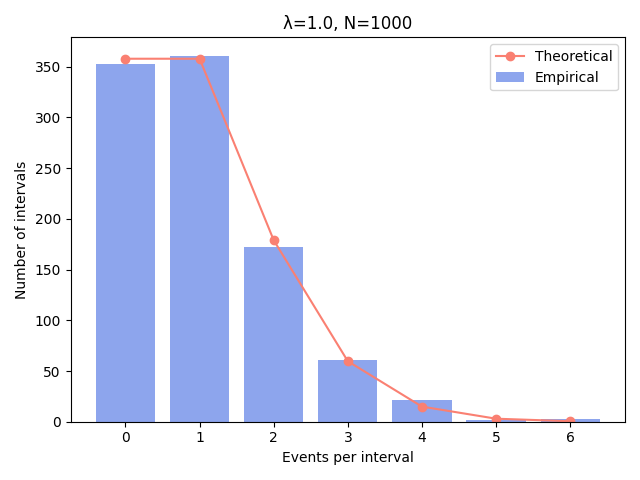 λ=1.0, N=1000
Theoretical
Empirical
Number of intervals
350
300
250
200
150
100
50
0
0 1 2 3 4 5 6
Events per interval